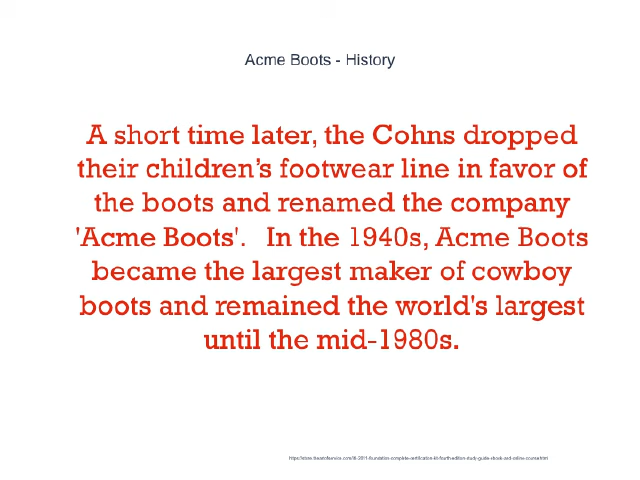 Acme Boots - History
A short time later, the Cohns dropped
their children’s footwear line in favor of
the boots and renamed the company
'Acme Boots'.   In the 1940s, Acme Boots
became the largest maker of cowboy
boots and remained the world's largest
until the mid-1980s.